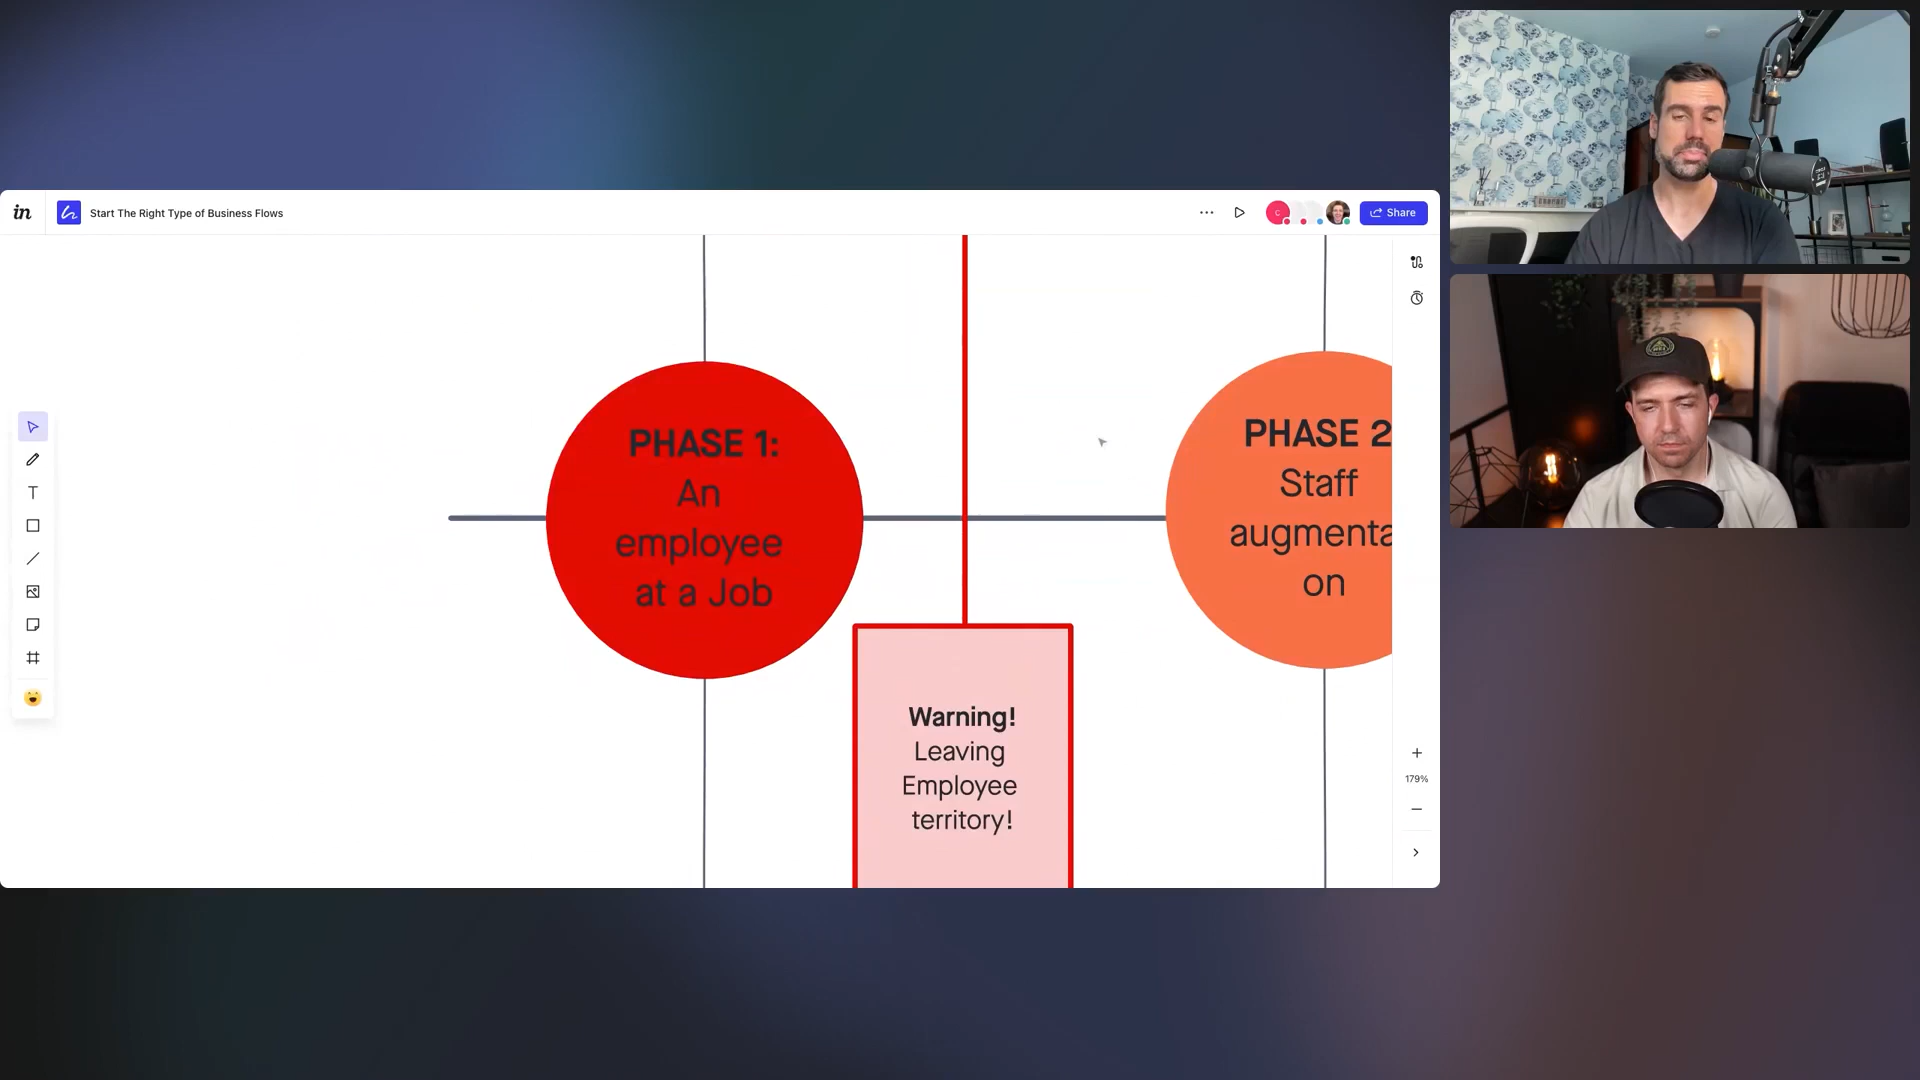 in
Start The Right Type of Business Flows
C
Share
PHASE 1:
An
employee
at a Job
PHASE 2
Staff
augmenta
on
Warning!
Leaving
Employee
territory!
T
179%